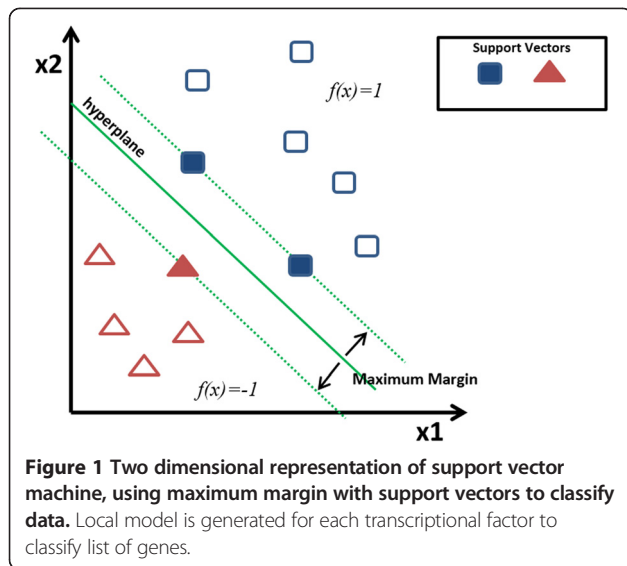 x2
Support Vectors
f(x)=1
hyperplane
f(x)=-1
Maximum Margin
x1
Figure 1 Two dimensional representation of support vector
machine, using maximum margin with support vectors to classify
data. Local model is generated for each transcriptional factor to
classify list of genes.